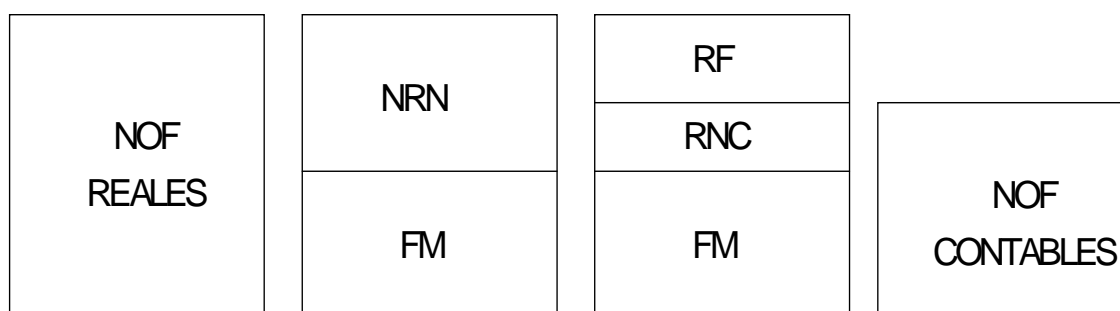 NOF
REALES
NRN
FM
RF
RNC
FM
NOF
CONTABLES